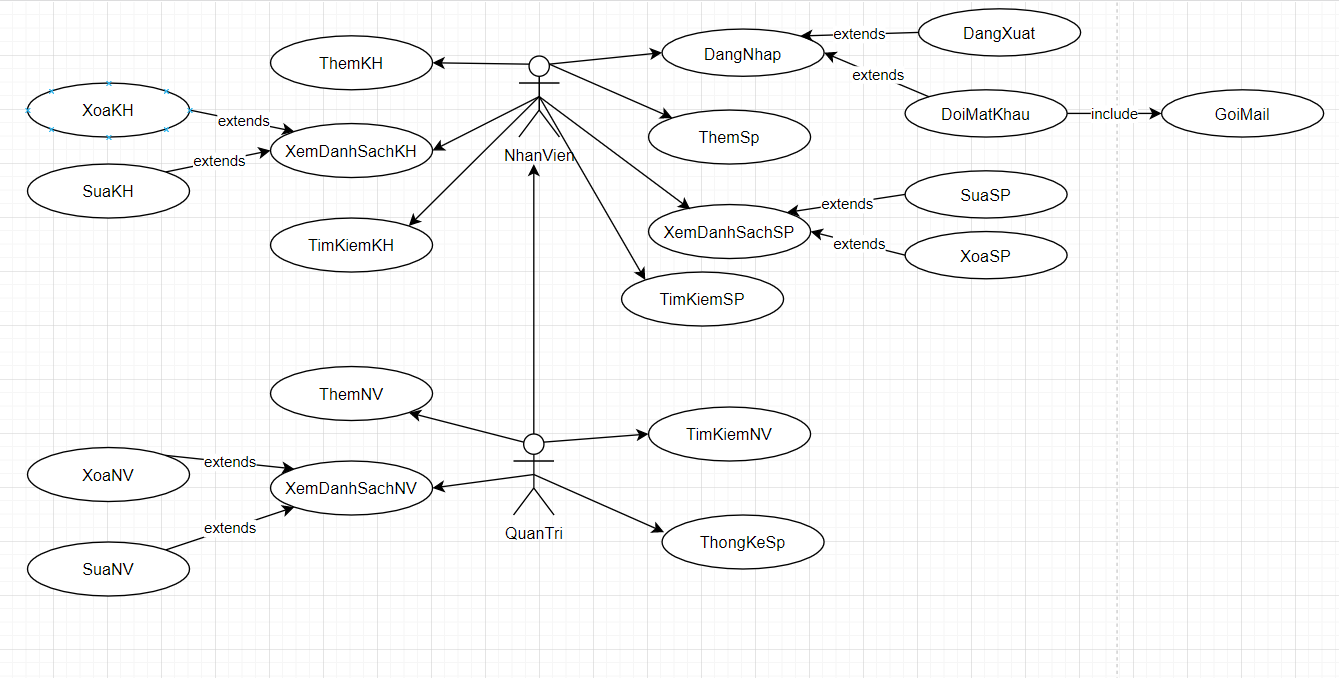 ThemKH
DangNhap
extends
DangXuat
extends
XoaKH
extends
DoiMatKhau
include
GoiMail
ThemSp
XemDanhSachKH
NhanVien
extends
SuaKH
SuaSP
extends
XemDanhSachSP
extends
XoaSP
TimKiemKH
TimKiemSP
ThemNV
TimKiemNV
XoaNV
extends
XemDanhSachNV
extends
QuanTri
ThongKeSp
SuaNV